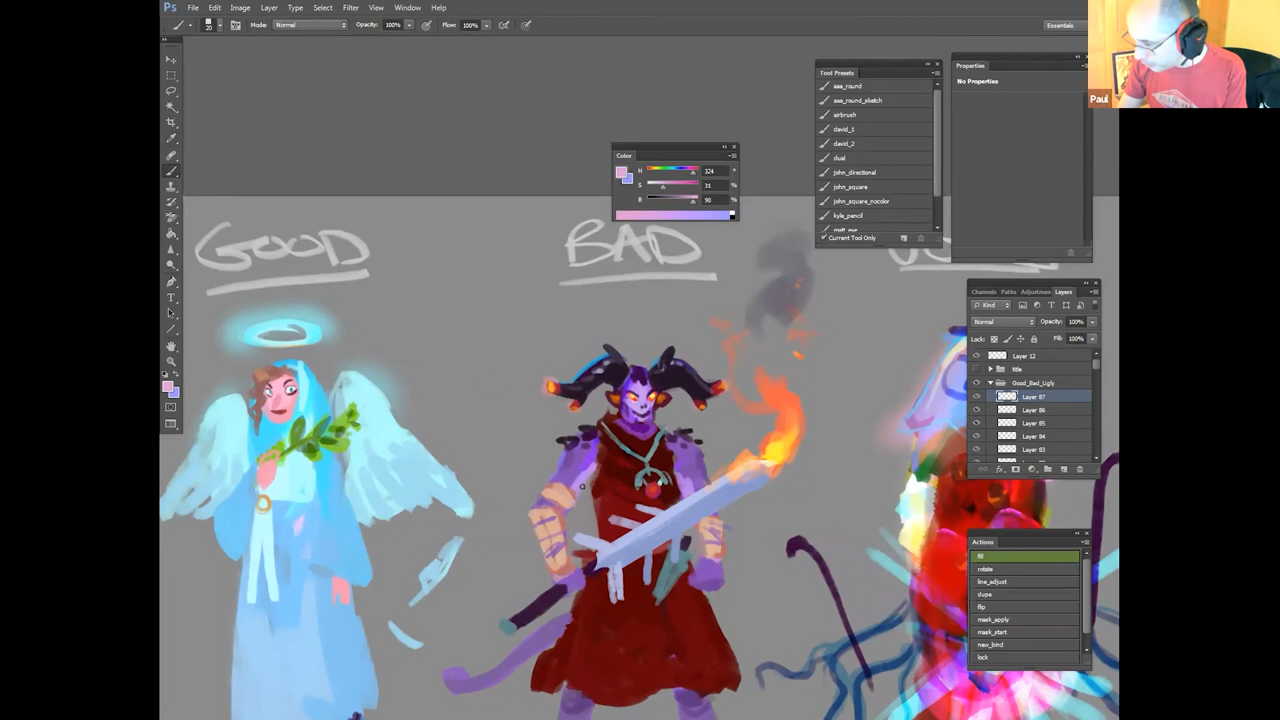 Ps File Edit Image Layer Type Select Filter View Window Help
20 Mode: Normal Opacity: 100% Flow: 100% Essentials
Paul
Tool Presets
aaa_round
aaa_round_sketch
airbrush
david_1
david_2
dual
john_directional
john_square
john_square_nocolor
kyle_pencil
matt_eye
Current Tool Only
Properties
No Properties
Color
H 324 °
S 31 %
B 90 %
GOOD
BAD
Channels Paths Adjustmen Layers
Kind
Normal Opacity: 100%
Lock: Fill: 100%
Layer 12
title
Good_Bad_Ugly
Layer 87
Layer 86
Layer 85
Layer 84
Layer 83
Actions
fill
rotate
line_adjust
dupe
flip
mask_apply
mask_start
new_bind
lock